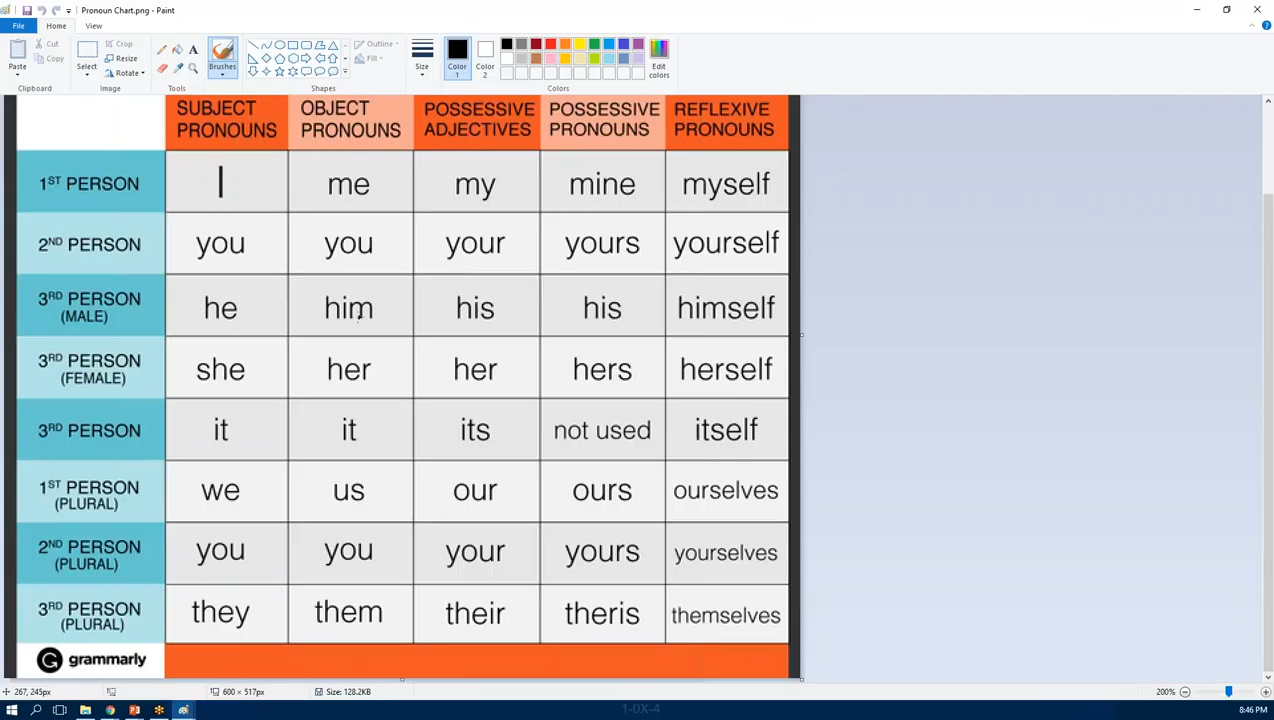 Pronoun Chart.png - Paint
File Home View
Cut Crop Outline
Copy Resize Fill
Paste Select Rotate Brushes Size Color 1 Color 2 Edit colors
Clipboard Image Tools Shapes Colors
SUBJECT PRONOUNS OBJECT PRONOUNS POSSESSIVE ADJECTIVES POSSESSIVE PRONOUNS REFLEXIVE PRONOUNS
1ST PERSON I me my mine myself
2ND PERSON you you your yours yourself
3RD PERSON (MALE) he him his his himself
3RD PERSON (FEMALE) she her her hers herself
3RD PERSON it it its not used itself
1ST PERSON (PLURAL) we us our ours ourselves
2ND PERSON (PLURAL) you you your yours yourselves
3RD PERSON (PLURAL) they them their theris themselves
G grammarly
267, 245px 600 × 517px Size: 128.2KB 200%
1-0X-4 8:46 PM